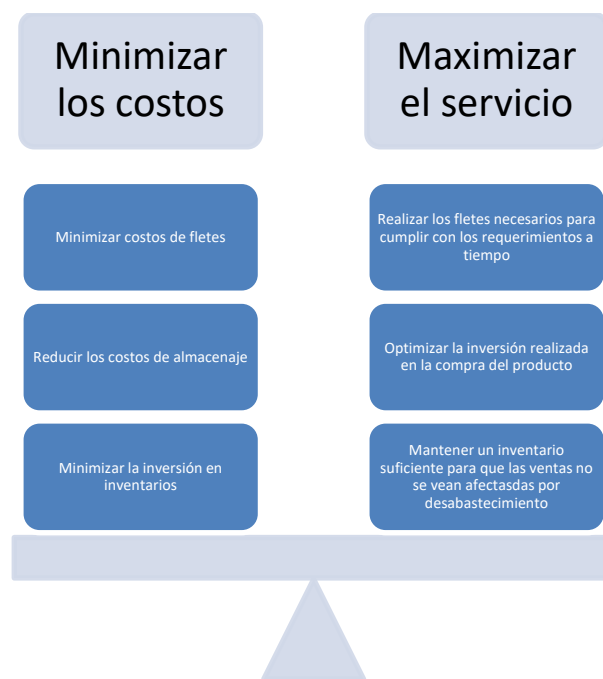 Minimizar
los costos
Maximizar
el servicio
Minimizar costos de fletes
Reducir los costos de almacenaje
Minimizar la inversión en
inventarios
Realizar los fletes necesarios para
cumplir con los requerimientos a
tiempo
Optimizar la inversión realizada
en la compra del producto
Mantener un inventario
suficiente para que las ventas no
se vean afectasdas por
desabastecimiento